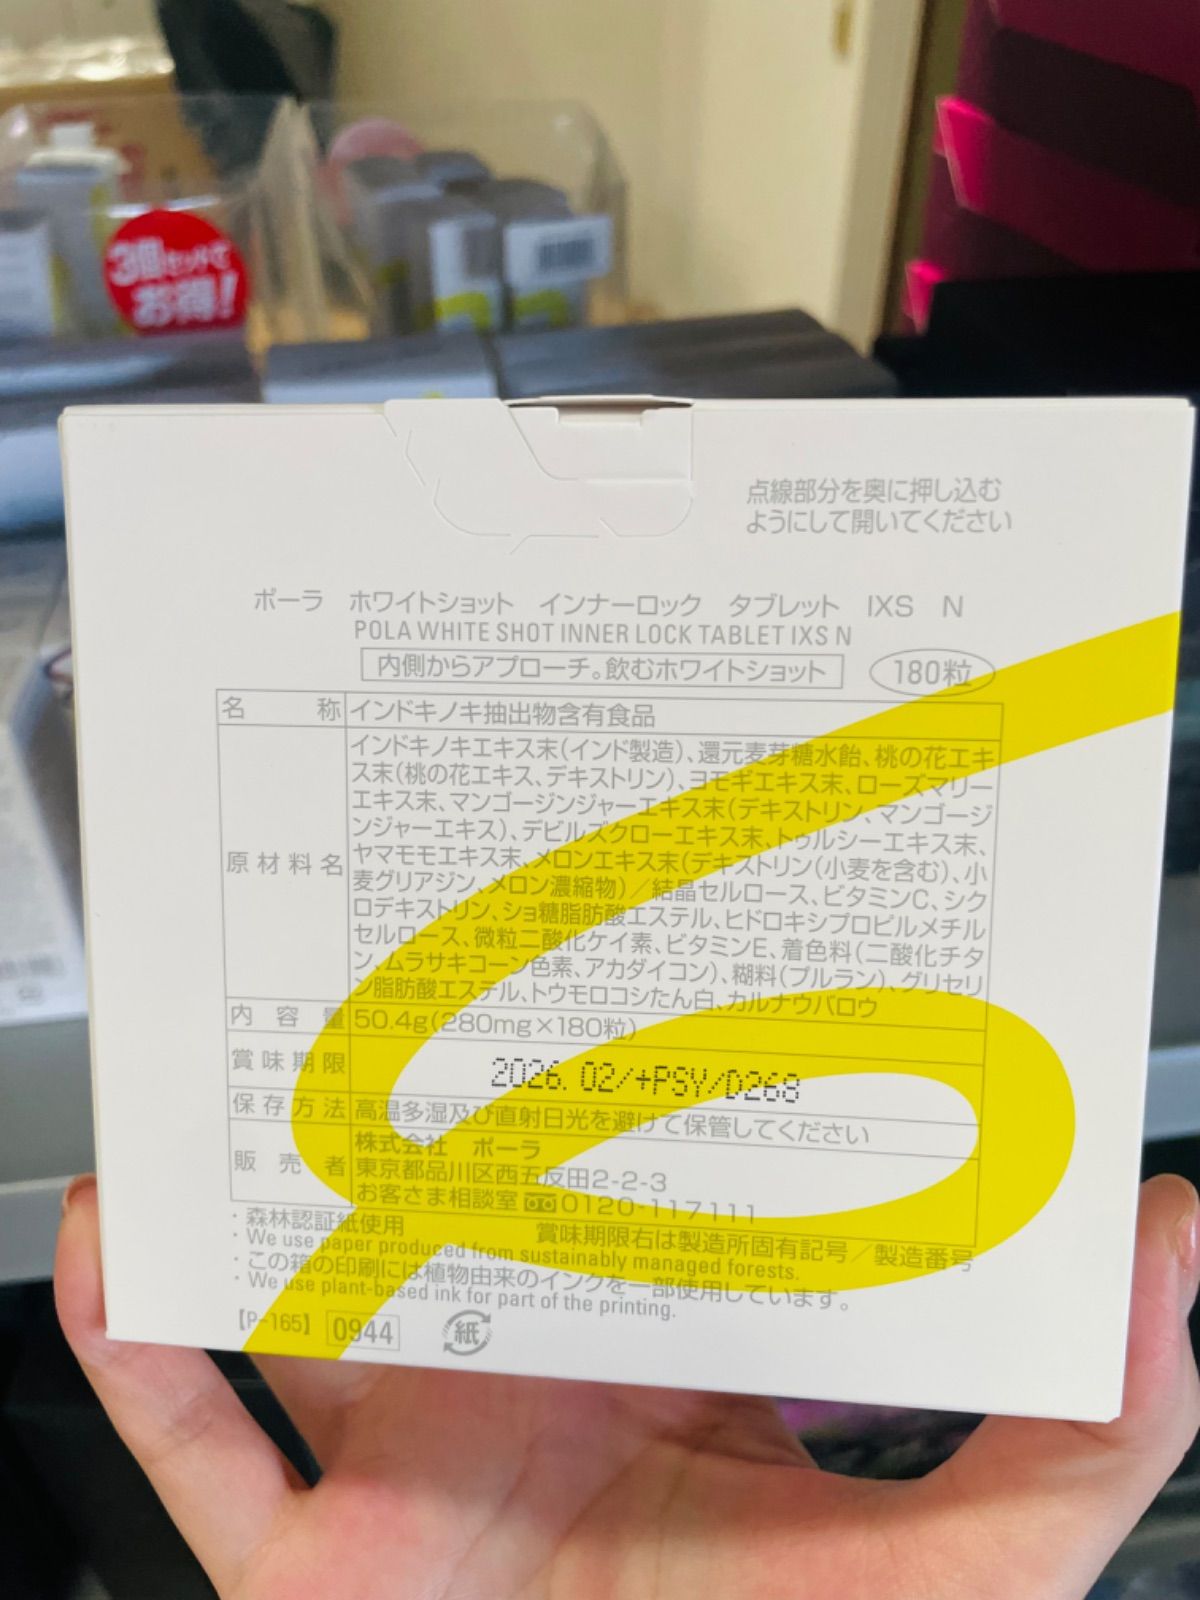 3個セットで
お得!
点線部分を奥に押し込む
ようにして開いてください
ポーラ ホワイトショット インナーロック タブレット IXS N
POLA WHITE SHOT INNER LOCK TABLET IXS N
内側からアプローチ。飲むホワイトショット 180粒
名称 インドキノキ抽出物含有食品
原材料名 インドキノキエキス末(インド製造)、還元麦芽糖水飴、桃の花エキ
ス末(桃の花エキス、デキストリン)、ヨモギエキス末、ローズマリー
エキス末、マンゴージンジャーエキス末(デキストリン、マンゴージ
ンジャーエキス)、デビルズクローエキス末、トゥルシーエキス末、
ヤマモモエキス末、メロンエキス末(デキストリン(小麦を含む)、小
麦グリアジン、メロン濃縮物)/結晶セルロース、ビタミンC、シク
ロデキストリン、ショ糖脂肪酸エステル、ヒドロキシプロピルメチル
セルロース、微粒二酸化ケイ素、ビタミンE、着色料(二酸化チタ
ン、ムラサキコーン色素、アカダイコン)、糊料(プルラン)、グリセリ
ン脂肪酸エステル、トウモロコシたん白、カルナウバロウ
内容量 50.4g(280mg×180粒)
賞味期限 2026. 02/+PSY/D268
保存方法 高温多湿及び直射日光を避けて保管してください
販売者 株式会社 ポーラ
東京都品川区西五反田2-2-3
お客さま相談室 0120-117111
・森林認証紙使用 賞味期限右は製造所固有記号/製造番号
・We use paper produced from sustainably managed forests.
・この箱の印刷には植物由来のインクを一部使用しています。
・We use plant-based ink for part of the printing.
【P-165】 0944 紙